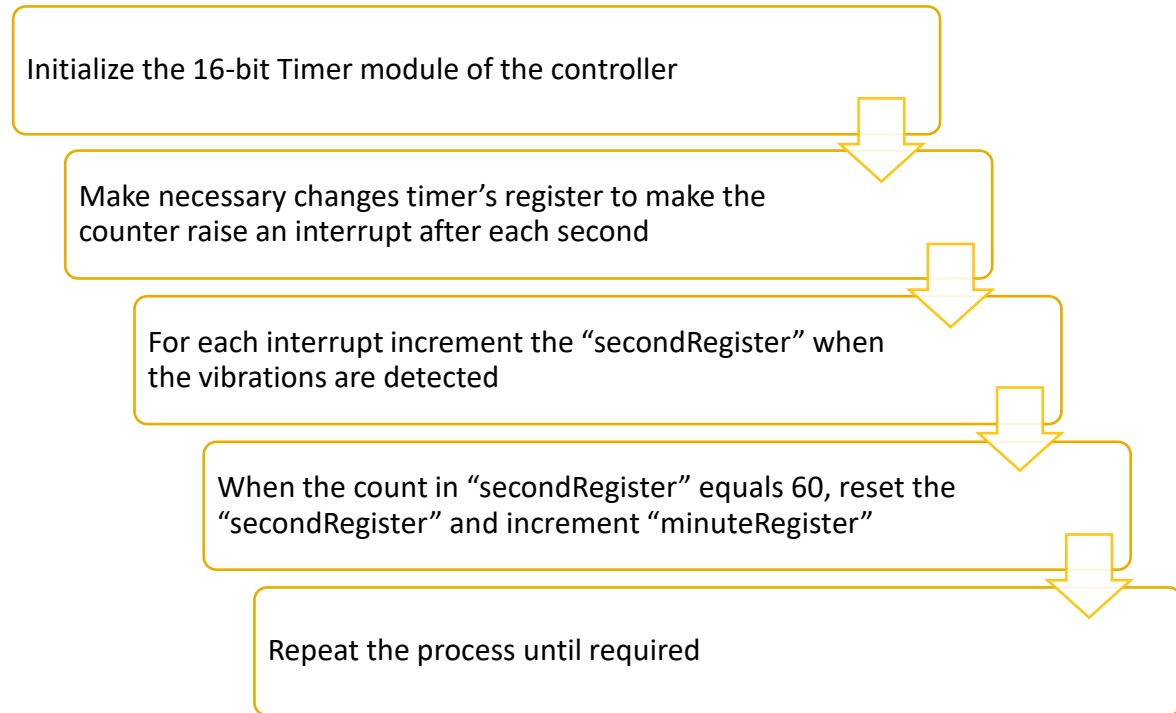 Initialize the 16-bit Timer module of the controller
Make necessary changes timer’s register to make the
counter raise an interrupt after each second
For each interrupt increment the “secondRegister” when
the vibrations are detected
When the count in “secondRegister” equals 60, reset the
“secondRegister” and increment “minuteRegister”
Repeat the process until required